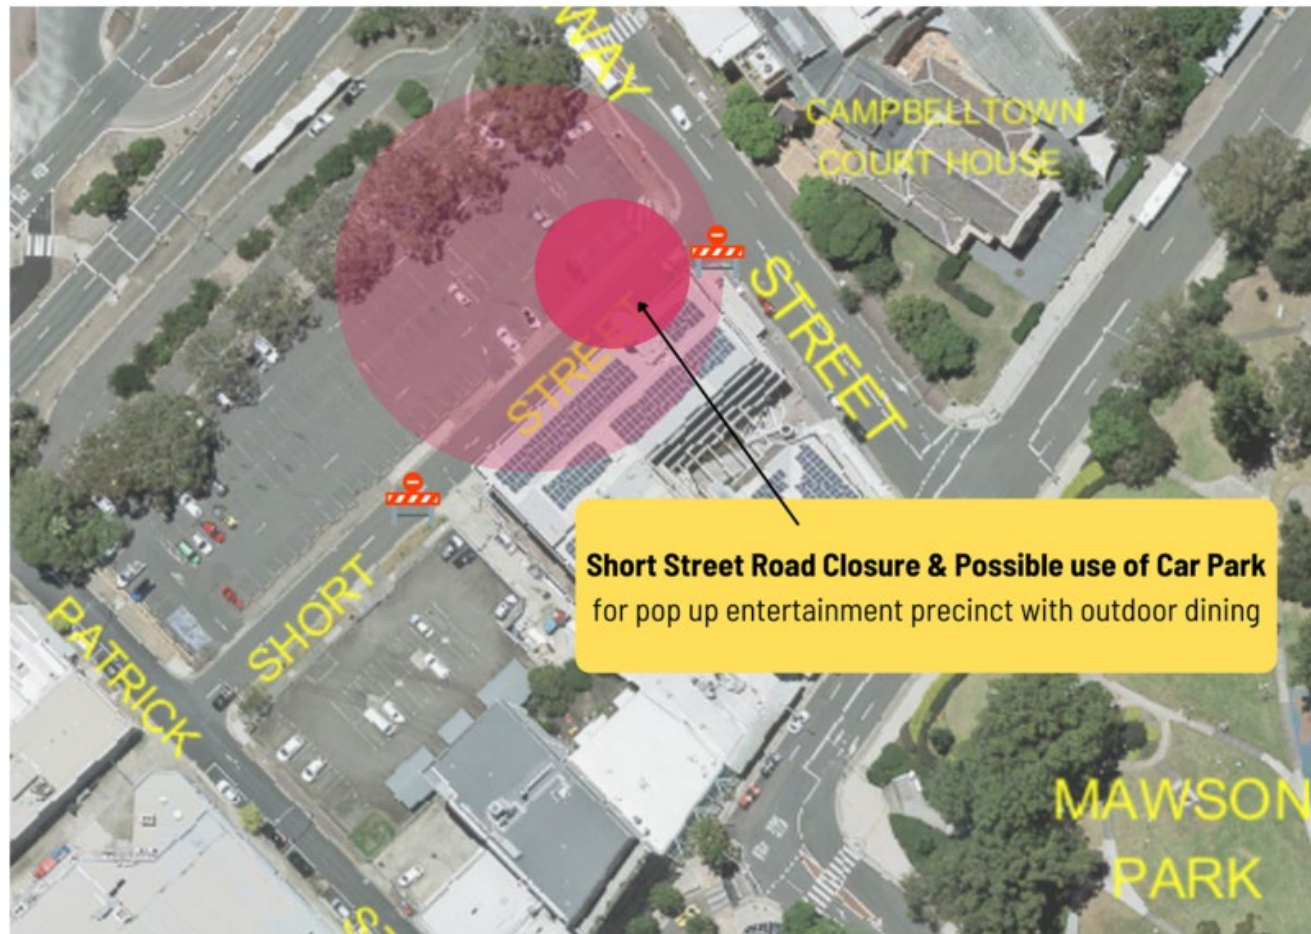 WAY
CAMPBELLTOWN
COURT HOUSE
STREET
STREET
Short Street Road Closure & Possible use of Car Park
for pop up entertainment precinct with outdoor dining
SHORT
PATRICK
MAWSON
PARK